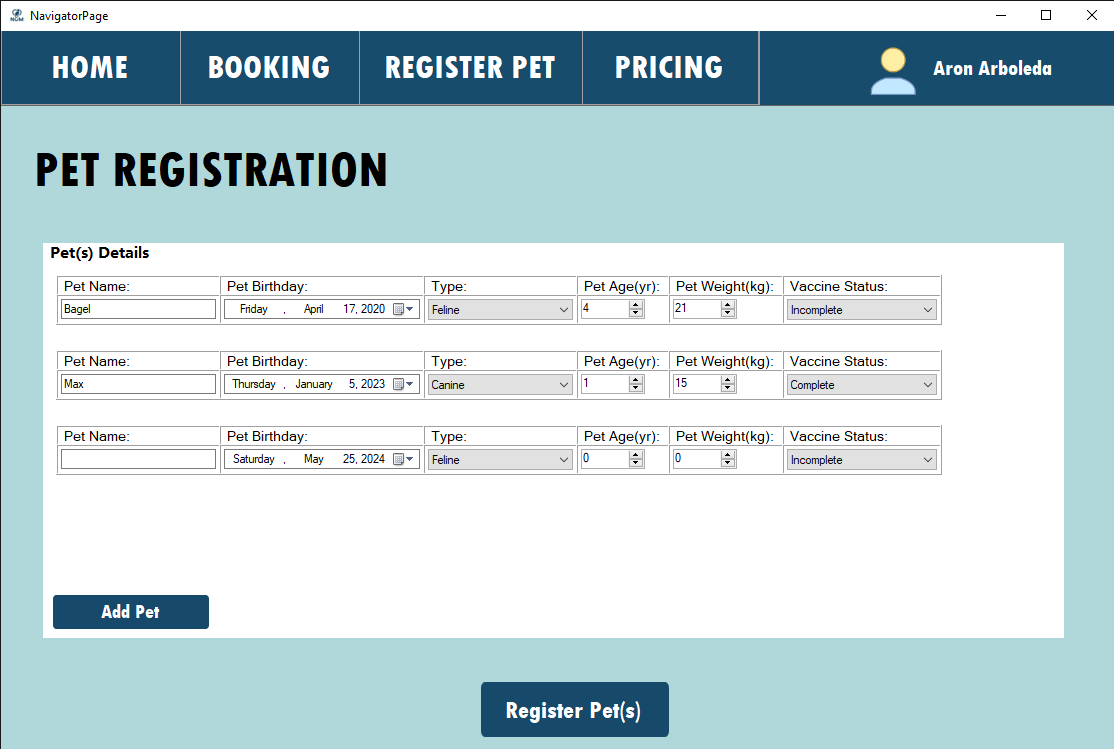 NGM NavigatorPage
HOME BOOKING REGISTER PET PRICING Aron Arboleda
PET REGISTRATION
Pet(s) Details
Pet Name: Pet Birthday: Type: Pet Age(yr): Pet Weight(kg): Vaccine Status:
Bagel Friday , April 17, 2020 Feline 4 21 Incomplete
Pet Name: Pet Birthday: Type: Pet Age(yr): Pet Weight(kg): Vaccine Status:
Max Thursday , January 5, 2023 Canine 1 15 Complete
Pet Name: Pet Birthday: Type: Pet Age(yr): Pet Weight(kg): Vaccine Status:
Saturday , May 25, 2024 Feline 0 0 Incomplete
Add Pet
Register Pet(s)